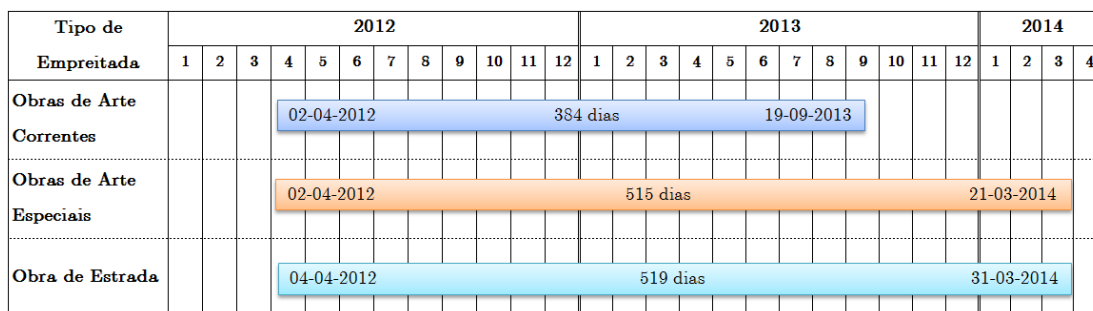 Tipo de Empreitada 2012 2013 2014
1 2 3 4 5 6 7 8 9 10 11 12 1 2 3 4 5 6 7 8 9 10 11 12 1 2 3 4
Obras de Arte
Correntes
02-04-2012 384 dias 19-09-2013
Obras de Arte
Especiais
02-04-2012 515 dias 21-03-2014
Obra de Estrada 04-04-2012 519 dias 31-03-2014